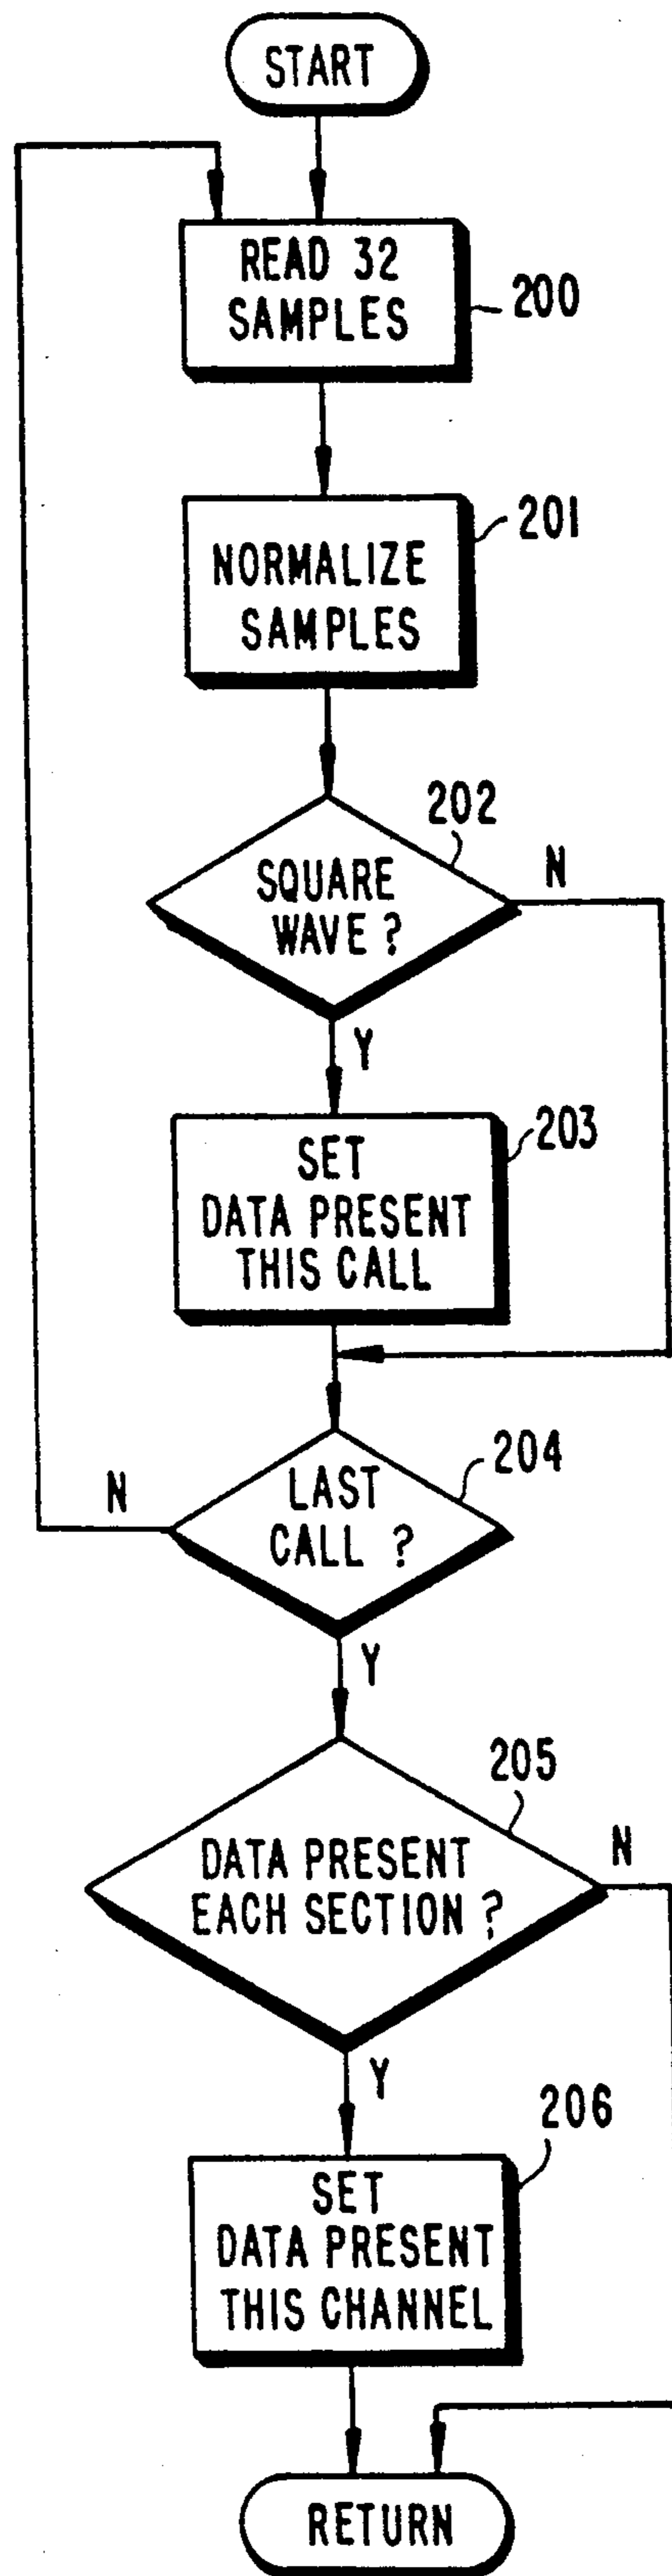 START
READ 32
SAMPLES
200
NORMALIZE
SAMPLES
201
202
SQUARE
WAVE ?
N
Y
SET
DATA PRESENT
THIS CALL
203
LAST
CALL ?
204
N
Y
205
DATA PRESENT
EACH SECTION ?
N
Y
206
SET
DATA PRESENT
THIS CHANNEL
RETURN